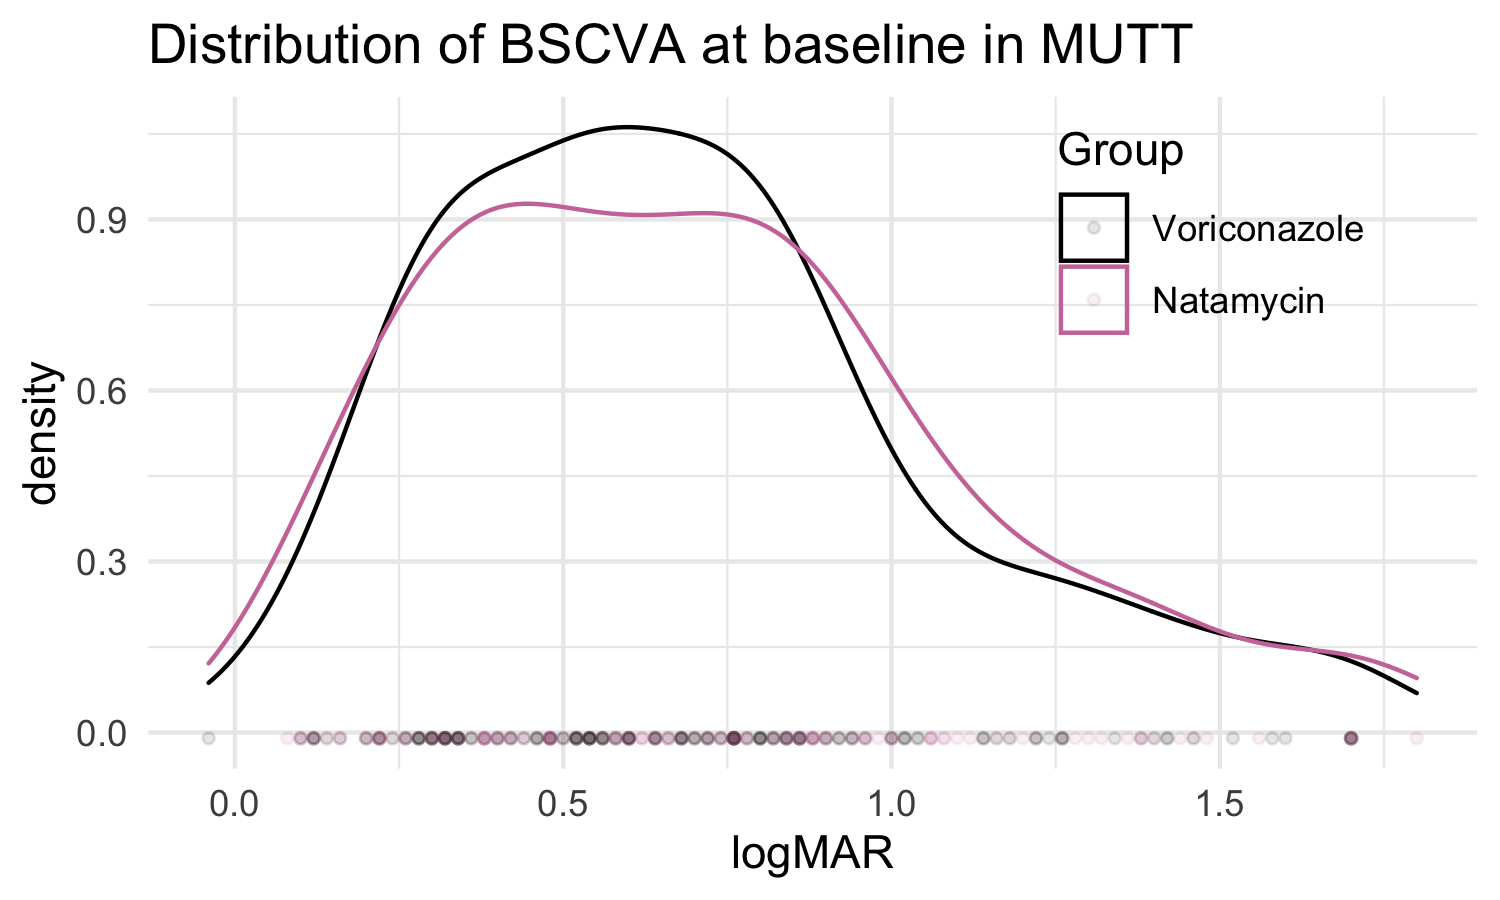 Distribution of BSCVA at baseline in MUTT
Group
Voriconazole
Natamycin
density
0.9
0.6
0.3
0.0
0.0 0.5 1.0 1.5
logMAR